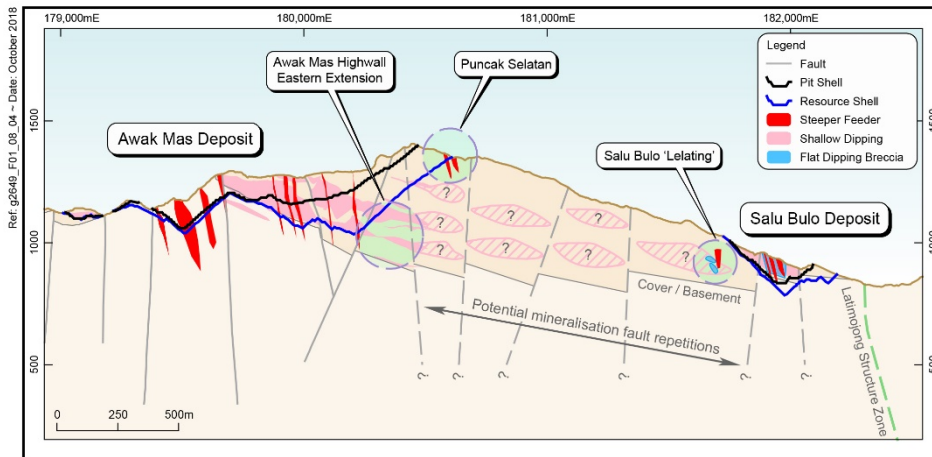 179,000mE
180,000mE
181,000mE
182,000mE
Ref: g2649_F01_08_04 ~ Date: October 2018
Awak Mas Highwall
Eastern Extension
Puncak Selatan
Legend
Fault
Pit Shell
Resource Shell
Steeper Feeder
Shallow Dipping
Flat Dipping Breccia
1500
1500
Awak Mas Deposit
Salu Bulo 'Lelating'
Salu Bulo Deposit
?
?
?
?
?
?
?
?
1000
1000
Cover / Basement
Potential mineralisation fault repetitions
Latimojong Structure Zone
500
500
?
?
?
?
?
?
0
250
500m